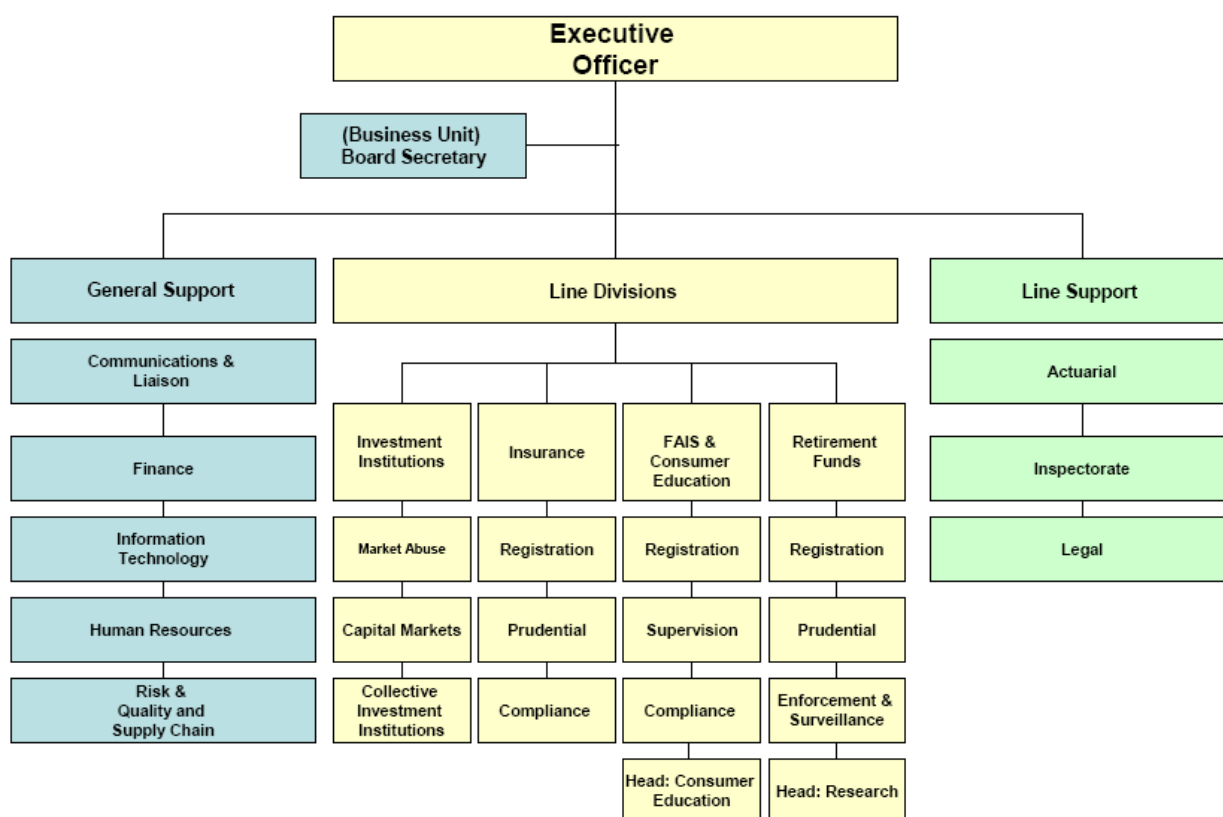 Executive
Officer
(Business Unit)
Board Secretary
General Support
Line Divisions
Line Support
Communications &
Liaison
Finance
Information
Technology
Human Resources
Risk &
Quality and
Supply Chain
Investment
Institutions
Market Abuse
Capital Markets
Collective
Investment
Institutions
Insurance
Registration
Prudential
Compliance
FAIS &
Consumer
Education
Registration
Supervision
Compliance
Head: Consumer
Education
Retirement
Funds
Registration
Prudential
Enforcement &
Surveillance
Head: Research
Actuarial
Inspectorate
Legal